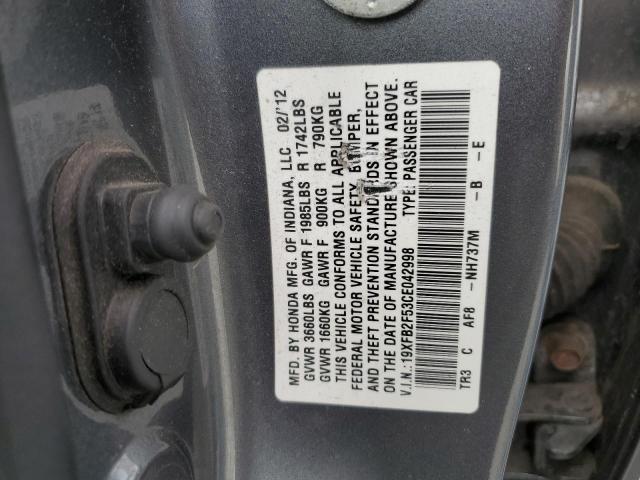 MFD. BY HONDA MFG. OF INDIANA, LLC 02/'12
GVWR 3660LBS GAWR F 1985LBS R 1742LBS
GVWR 1660KG GAWR F 900KG R 790KG
THIS VEHICLE CONFORMS TO ALL APPLICABLE
FEDERAL MOTOR VEHICLE SAFETY, BUMPER,
AND THEFT PREVENTION STANDARDS IN EFFECT
ON THE DATE OF MANUFACTURE SHOWN ABOVE.
V.I.N.: 19XFB2F53CE042998 TYPE: PASSENGER CAR
TR3 C AF8 -NH737M -B -E